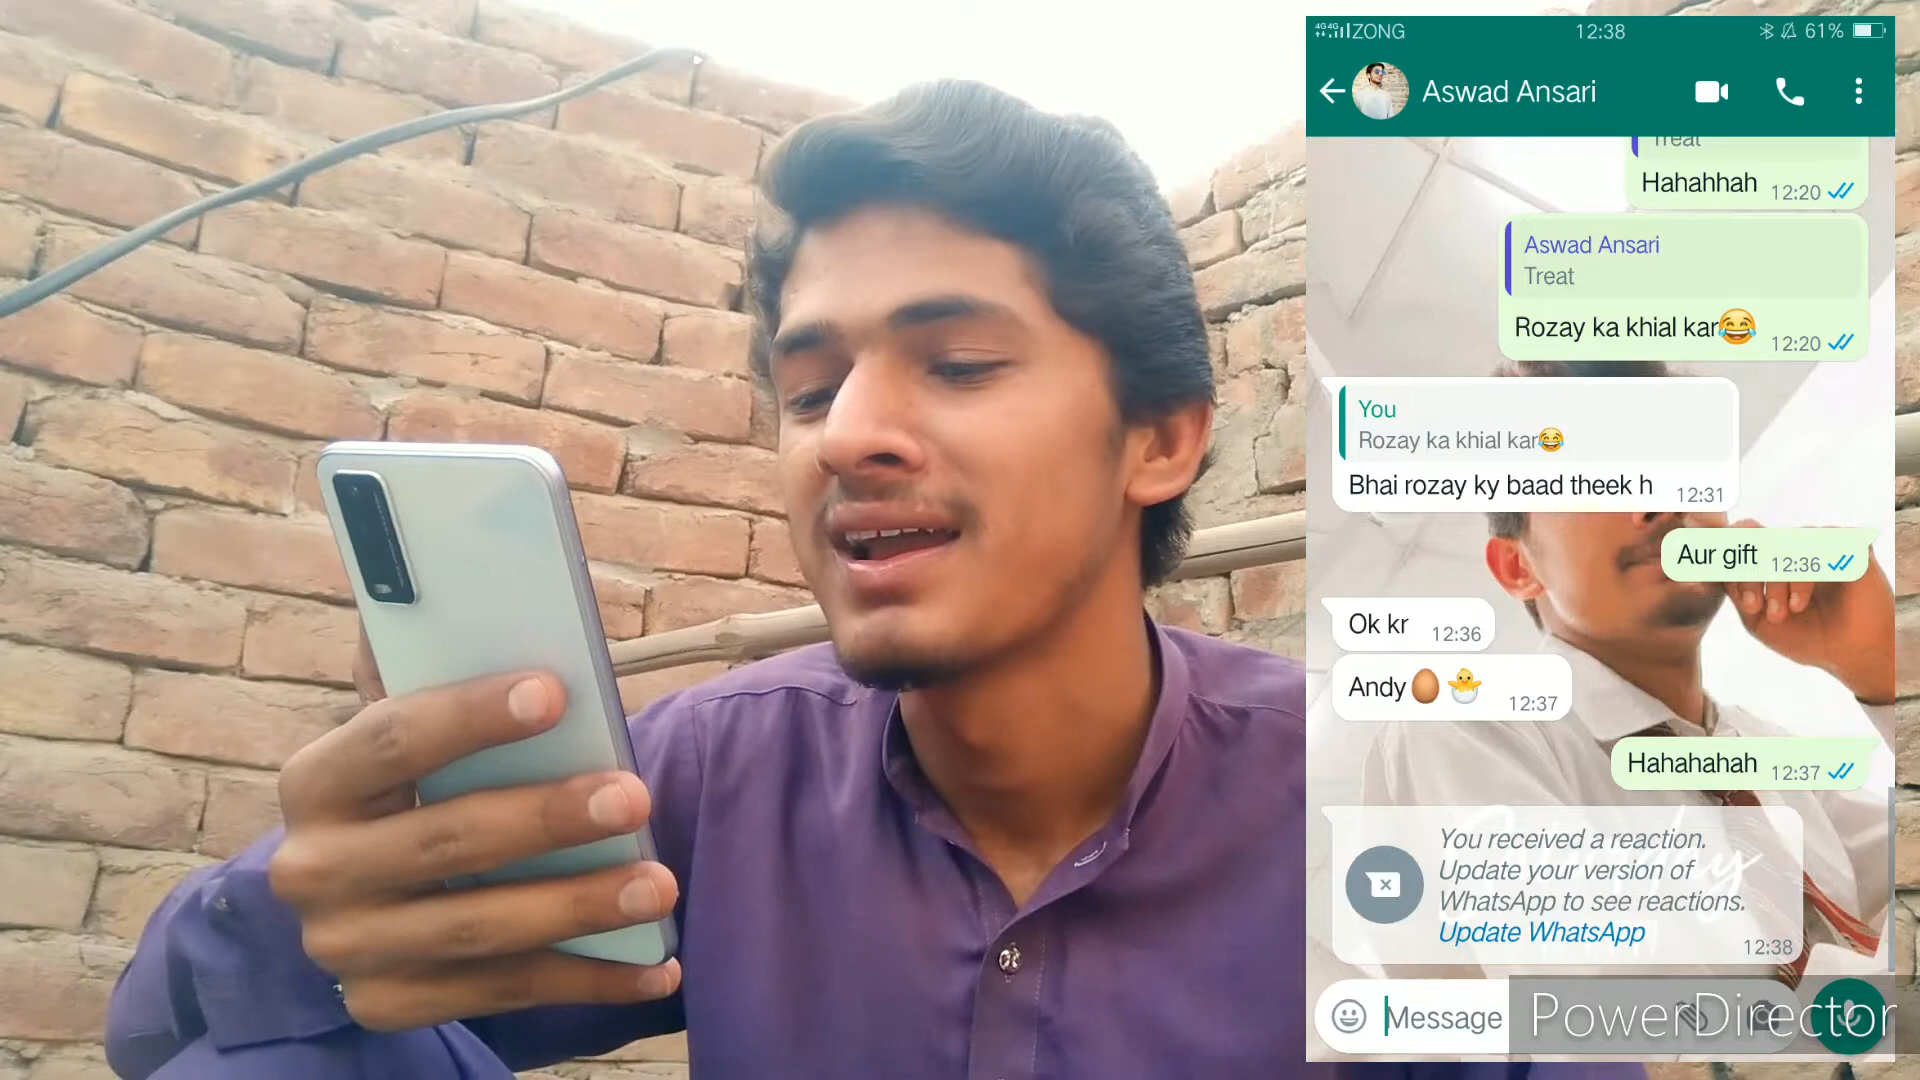 4G4G ZONG 12:38 61%
Aswad Ansari
Treat
Hahahhah 12:20
Aswad Ansari
Treat
Rozay ka khial kar😂 12:20
You
Rozay ka khial kar😂
Bhai rozay ky baad theek h 12:31
Aur gift 12:36
Ok kr 12:36
Andy🥚🐣 12:37
Hahahahah 12:37
You received a reaction.
Update your version of
WhatsApp to see reactions.
Update WhatsApp
12:38
Message
PowerDirector